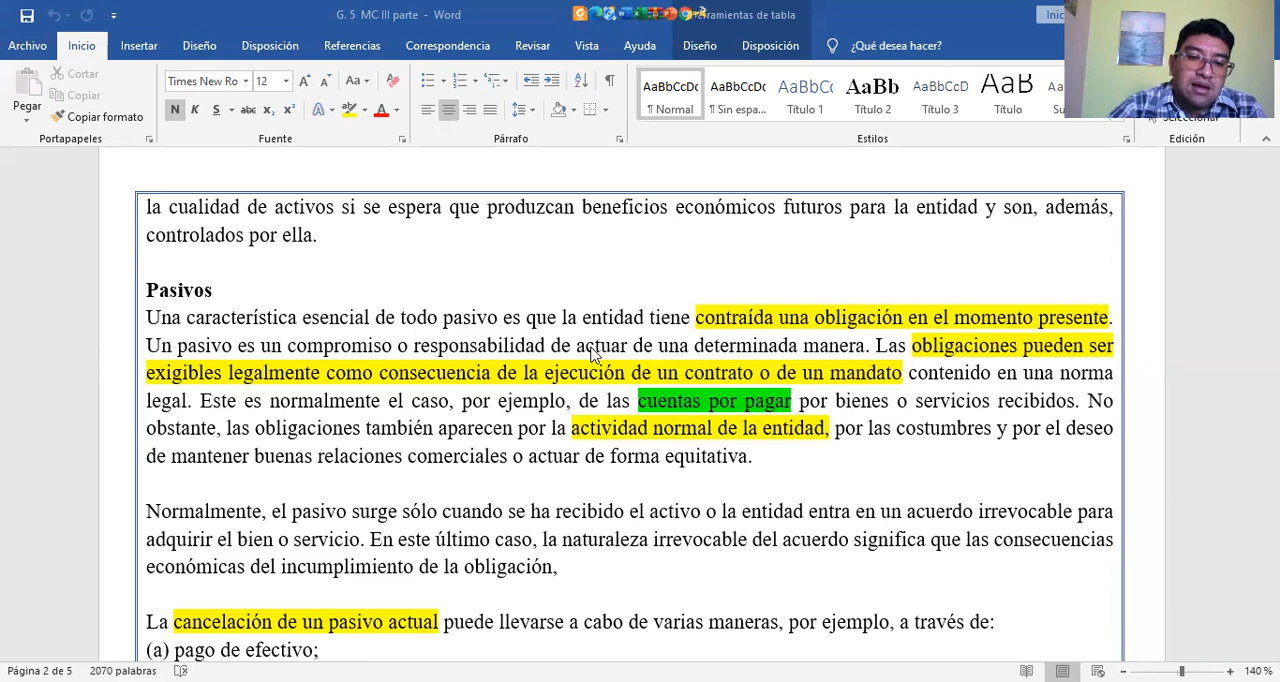 G. 5 MC III parte - Word
rramientas de tabla
Inic
Archivo Inicio Insertar Diseño Disposición Referencias Correspondencia Revisar Vista Ayuda Diseño Disposición ¿Qué desea hacer?
Pegar
Cortar
Copiar
Copiar formato
Portapapeles
Times New Ro 12
N K S abc x₂ x²
Fuente
Párrafo
AaBbCc AaBbCc AaBbCc AaBb AaBbCc AaB
¶ Normal ¶ Sin espa... Título 1 Título 2 Título 3 Título
Estilos
Seleccionar
Edición
la cualidad de activos si se espera que produzcan beneficios económicos futuros para la entidad y son, además,
controlados por ella.
Pasivos
Una característica esencial de todo pasivo es que la entidad tiene contraída una obligación en el momento presente.
Un pasivo es un compromiso o responsabilidad de actuar de una determinada manera. Las obligaciones pueden ser
exigibles legalmente como consecuencia de la ejecución de un contrato o de un mandato contenido en una norma
legal. Este es normalmente el caso, por ejemplo, de las cuentas por pagar por bienes o servicios recibidos. No
obstante, las obligaciones también aparecen por la actividad normal de la entidad, por las costumbres y por el deseo
de mantener buenas relaciones comerciales o actuar de forma equitativa.
Normalmente, el pasivo surge sólo cuando se ha recibido el activo o la entidad entra en un acuerdo irrevocable para
adquirir el bien o servicio. En este último caso, la naturaleza irrevocable del acuerdo significa que las consecuencias
económicas del incumplimiento de la obligación,
La cancelación de un pasivo actual puede llevarse a cabo de varias maneras, por ejemplo, a través de:
(a) pago de efectivo;
Página 2 de 5 2070 palabras 140 %